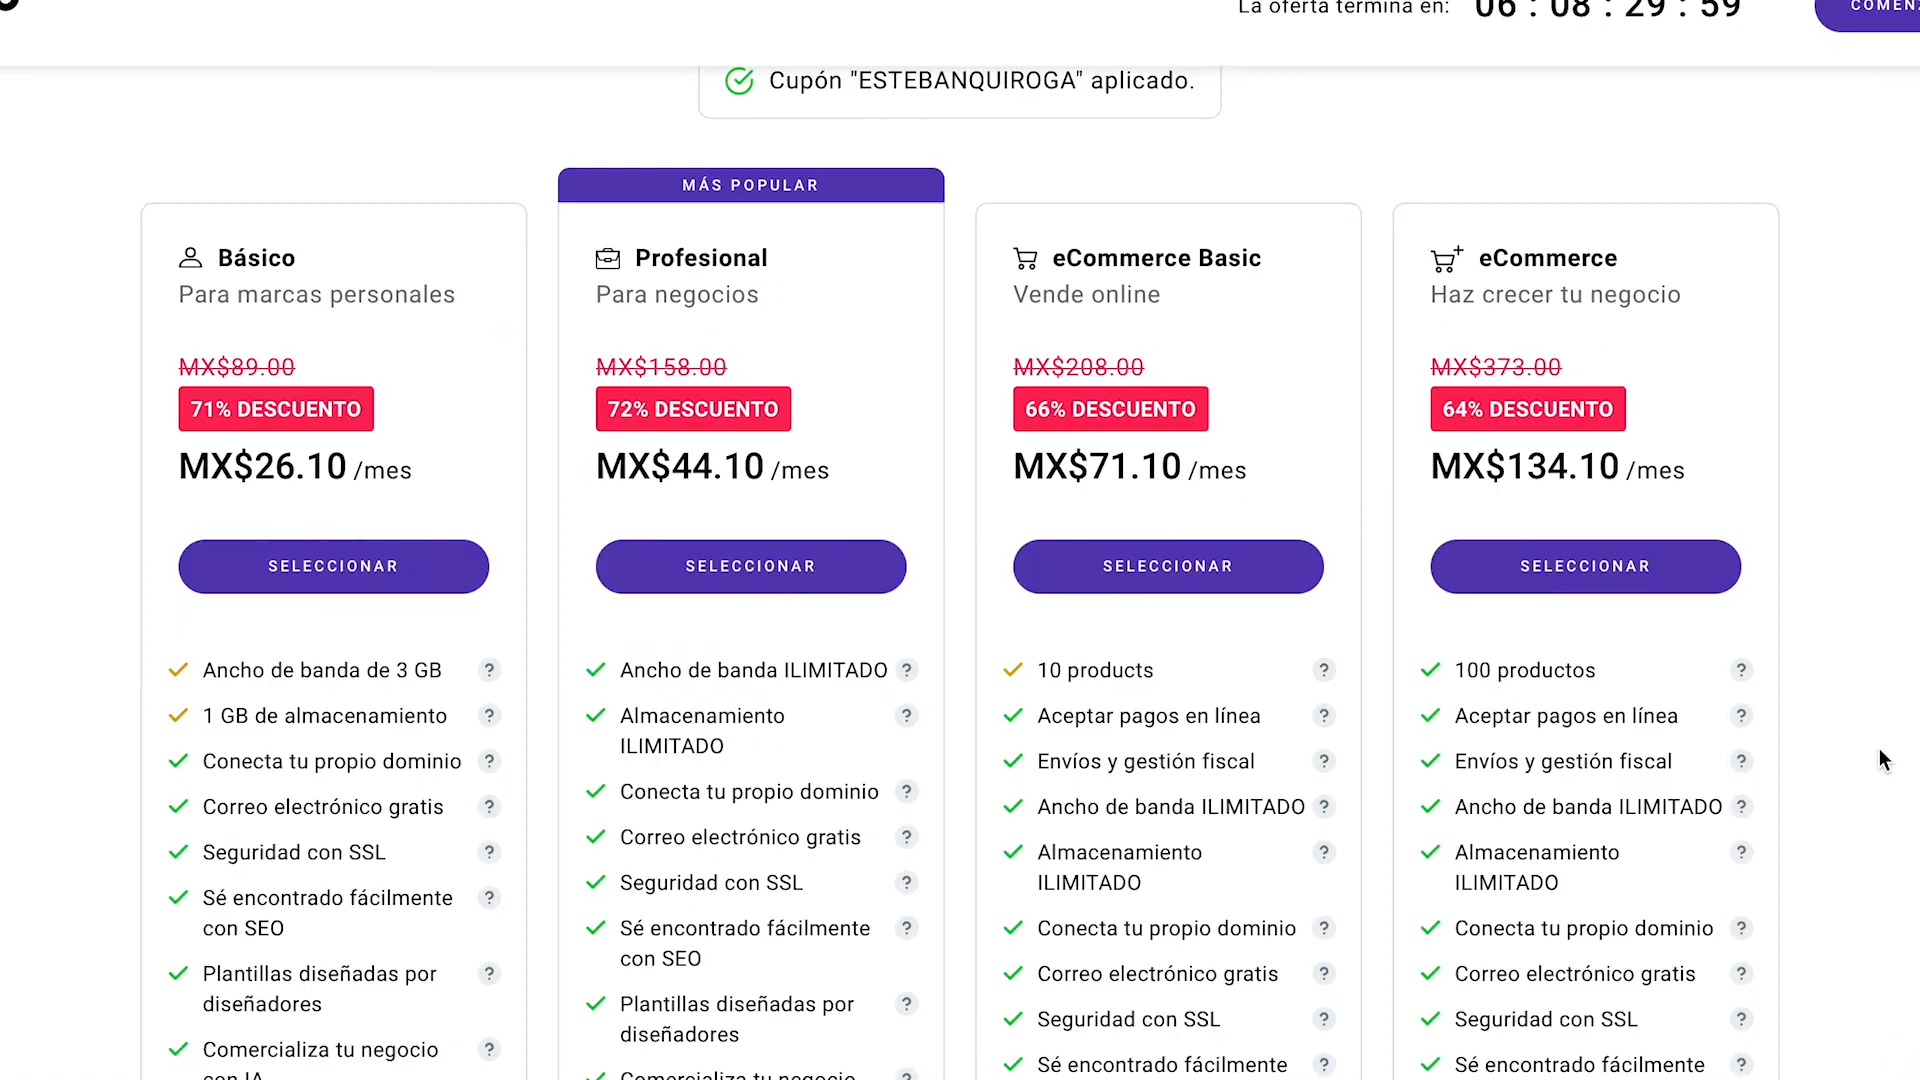 La oferta termina en: 06 : 08 : 29 : 59
Cupón "ESTEBANQUIROGA" aplicado.
MÁS POPULAR
Básico
Para marcas personales
MX$89.00
71% DESCUENTO
MX$26.10 /mes
SELECCIONAR
Ancho de banda de 3 GB ?
1 GB de almacenamiento ?
Conecta tu propio dominio ?
Correo electrónico gratis ?
Seguridad con SSL ?
Sé encontrado fácilmente ?
con SEO
Plantillas diseñadas por ?
diseñadores
Comercializa tu negocio ?
con IA
Profesional
Para negocios
MX$158.00
72% DESCUENTO
MX$44.10 /mes
SELECCIONAR
Ancho de banda ILIMITADO ?
Almacenamiento ?
ILIMITADO
Conecta tu propio dominio ?
Correo electrónico gratis ?
Seguridad con SSL ?
Sé encontrado fácilmente ?
con SEO
Plantillas diseñadas por ?
diseñadores
Comercializa tu negocio ?
eCommerce Basic
Vende online
MX$208.00
66% DESCUENTO
MX$71.10 /mes
SELECCIONAR
10 products ?
Aceptar pagos en línea ?
Envíos y gestión fiscal ?
Ancho de banda ILIMITADO ?
Almacenamiento ?
ILIMITADO
Conecta tu propio dominio ?
Correo electrónico gratis ?
Seguridad con SSL ?
Sé encontrado fácilmente ?
eCommerce
Haz crecer tu negocio
MX$373.00
64% DESCUENTO
MX$134.10 /mes
SELECCIONAR
100 productos ?
Aceptar pagos en línea ?
Envíos y gestión fiscal ?
Ancho de banda ILIMITADO ?
Almacenamiento ?
ILIMITADO
Conecta tu propio dominio ?
Correo electrónico gratis ?
Seguridad con SSL ?
Sé encontrado fácilmente ?